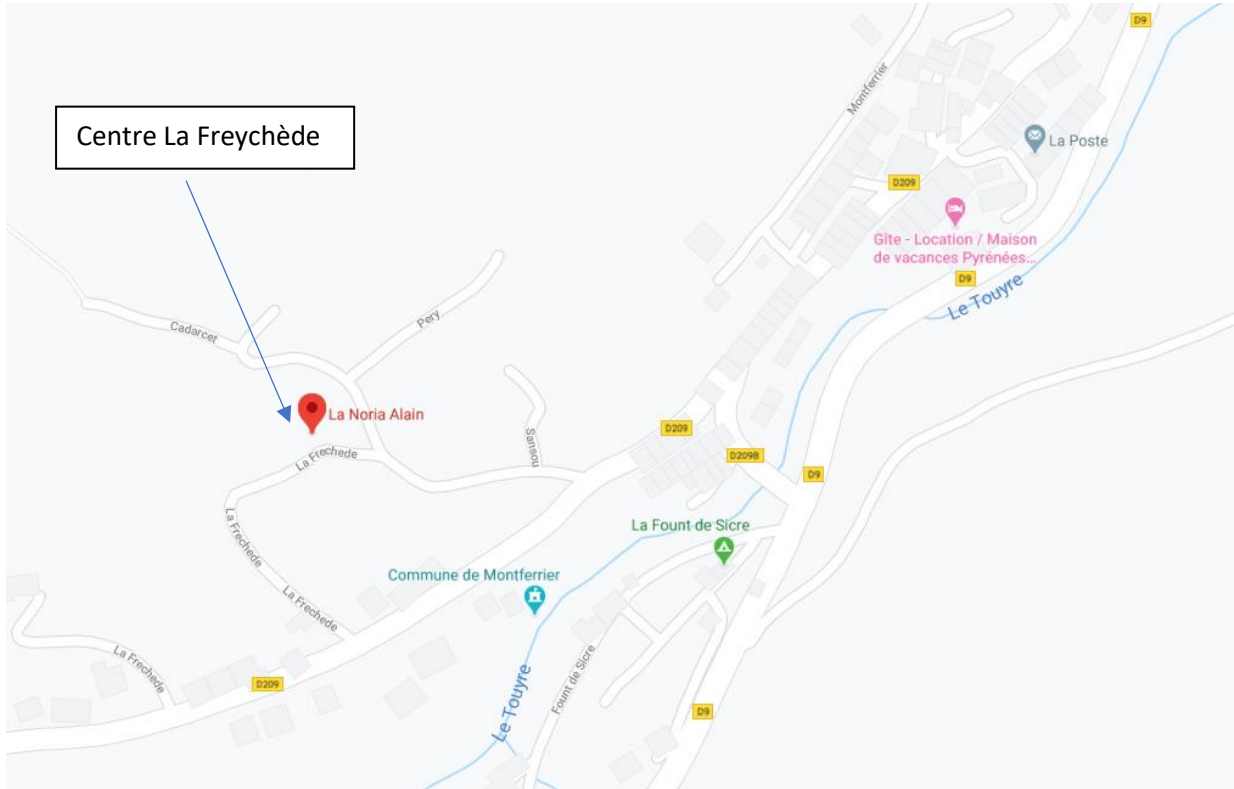 D9
Montferrier
Centre La Freychède
La Poste
D209
Gîte - Location / Maison
de vacances Pyrénées...
D9
Le Touyre
Cadarcet
Pery
La Noria Alain
D209
Sansou
La Frechede
D209B
D9
La Frechede
La Fount de Sicre
Commune de Montferrier
La Frechede
La Frechede
Fount de Sicre
D209
Le Touyre
D9